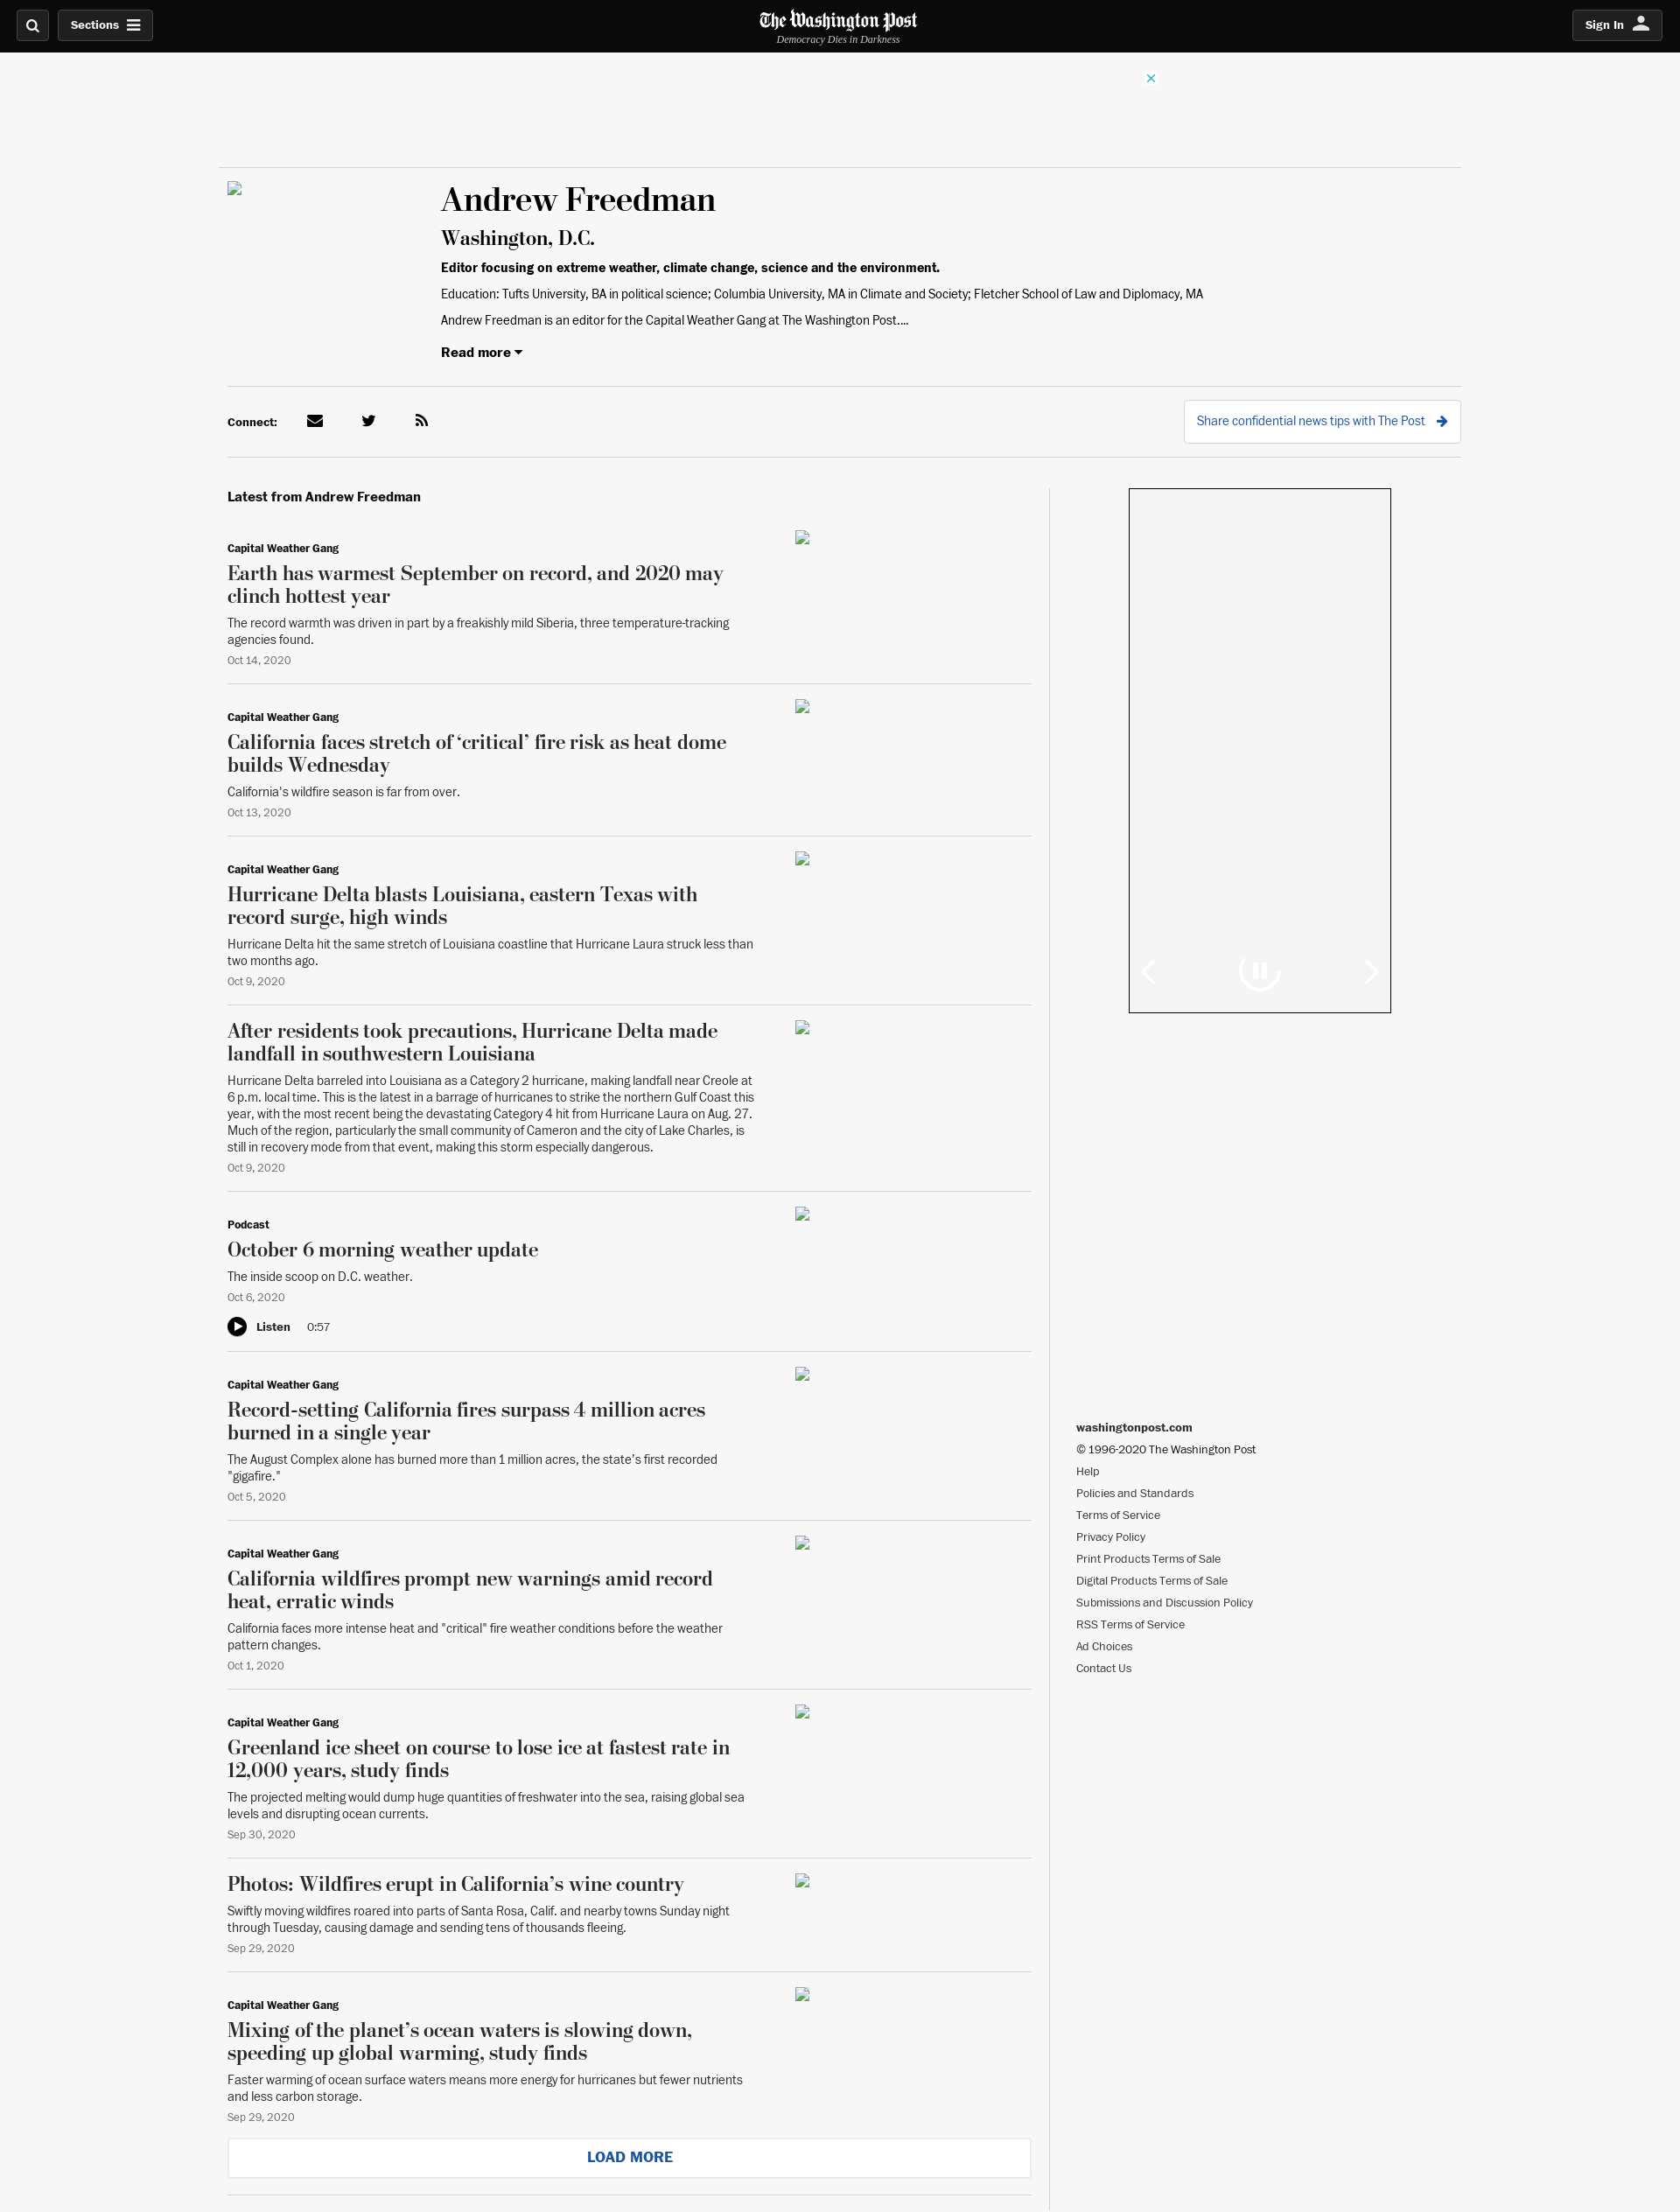 Sections
The Washington Post
Democracy Dies in Darkness
Sign In
Andrew Freedman
Washington, D.C.
Editor focusing on extreme weather, climate change, science and the environment.
Education: Tufts University, BA in political science; Columbia University, MA in Climate and Society; Fletcher School of Law and Diplomacy, MA
Andrew Freedman is an editor for the Capital Weather Gang at The Washington Post....
Read more
Connect:
Share confidential news tips with The Post
Latest from Andrew Freedman
Capital Weather Gang
Earth has warmest September on record, and 2020 may
clinch hottest year
The record warmth was driven in part by a freakishly mild Siberia, three temperature-tracking
agencies found.
Oct 14, 2020
Capital Weather Gang
California faces stretch of ‘critical’ fire risk as heat dome
builds Wednesday
California's wildfire season is far from over.
Oct 13, 2020
Capital Weather Gang
Hurricane Delta blasts Louisiana, eastern Texas with
record surge, high winds
Hurricane Delta hit the same stretch of Louisiana coastline that Hurricane Laura struck less than
two months ago.
Oct 9, 2020
After residents took precautions, Hurricane Delta made
landfall in southwestern Louisiana
Hurricane Delta barreled into Louisiana as a Category 2 hurricane, making landfall near Creole at
6 p.m. local time. This is the latest in a barrage of hurricanes to strike the northern Gulf Coast this
year, with the most recent being the devastating Category 4 hit from Hurricane Laura on Aug. 27.
Much of the region, particularly the small community of Cameron and the city of Lake Charles, is
still in recovery mode from that event, making this storm especially dangerous.
Oct 9, 2020
Podcast
October 6 morning weather update
The inside scoop on D.C. weather.
Oct 6, 2020
Listen 0:57
Capital Weather Gang
Record-setting California fires surpass 4 million acres
burned in a single year
The August Complex alone has burned more than 1 million acres, the state’s first recorded
"gigafire."
Oct 5, 2020
Capital Weather Gang
California wildfires prompt new warnings amid record
heat, erratic winds
California faces more intense heat and "critical" fire weather conditions before the weather
pattern changes.
Oct 1, 2020
Capital Weather Gang
Greenland ice sheet on course to lose ice at fastest rate in
12,000 years, study finds
The projected melting would dump huge quantities of freshwater into the sea, raising global sea
levels and disrupting ocean currents.
Sep 30, 2020
Photos: Wildfires erupt in California’s wine country
Swiftly moving wildfires roared into parts of Santa Rosa, Calif. and nearby towns Sunday night
through Tuesday, causing damage and sending tens of thousands fleeing.
Sep 29, 2020
Capital Weather Gang
Mixing of the planet’s ocean waters is slowing down,
speeding up global warming, study finds
Faster warming of ocean surface waters means more energy for hurricanes but fewer nutrients
and less carbon storage.
Sep 29, 2020
LOAD MORE
washingtonpost.com
© 1996-2020 The Washington Post
Help
Policies and Standards
Terms of Service
Privacy Policy
Print Products Terms of Sale
Digital Products Terms of Sale
Submissions and Discussion Policy
RSS Terms of Service
Ad Choices
Contact Us